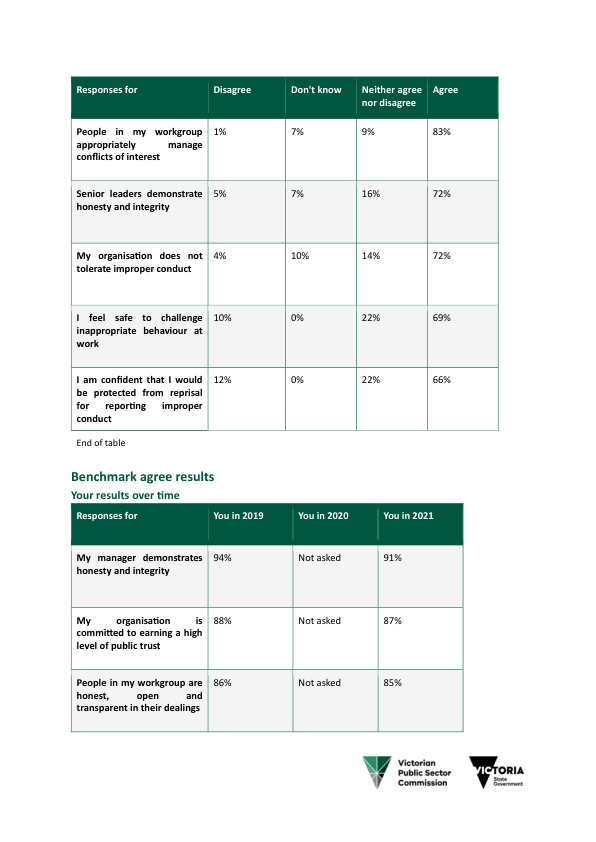 Responses for Disagree Don't know Neither agree Agree
nor disagree
People in my workgroup 1% 7% 9% 83%
appropriately manage
conflicts of interest
Senior leaders demonstrate 5% 7% 16% 72%
honesty and integrity
My organisation does not 4% 10% 14% 72%
tolerate improper conduct
I feel safe to challenge 10% 0% 22% 69%
inappropriate behaviour at
work
I am confident that I would 12% 0% 22% 66%
be protected from reprisal
for reporting improper
conduct
End of table
Benchmark agree results
Your results over time
Responses for You in 2019 You in 2020 You in 2021
My manager demonstrates 94% Not asked 91%
honesty and integrity
My organisation is 88% Not asked 87%
committed to earning a high
level of public trust
People in my workgroup are 86% Not asked 85%
honest, open and
transparent in their dealings
Victorian
Public Sector
Commission
VICTORIA
State
Government